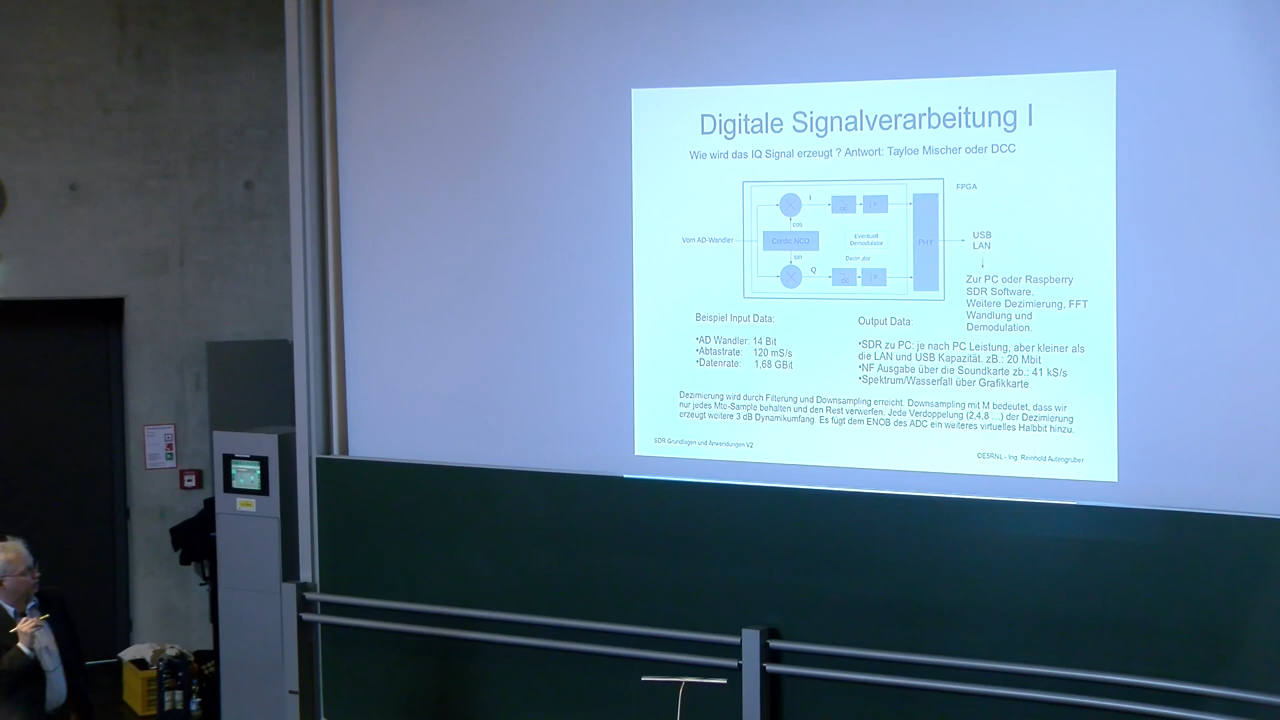 Digitale Signalverarbeitung I
Wie wird das IQ Signal erzeugt ? Antwort: Tayloe Mischer oder DCC
FPGA
I
cos
Vom AD-Wandler
Cordic NCO
Eventuell
Demodulator
PHY
USB
LAN
sin
Dezimator
Q
Zur PC oder Raspberry
SDR Software.
Weitere Dezimierung, FFT
Wandlung und
Demodulation.
Beispiel Input Data:
•AD Wandler: 14 Bit
•Abtastrate: 120 mS/s
•Datenrate: 1,68 GBit
Output Data:
•SDR zu PC: je nach PC Leistung, aber kleiner als
die LAN und USB Kapazität. zB.: 20 Mbit
•NF Ausgabe über die Soundkarte zb.: 41 kS/s
•Spektrum/Wasserfall über Grafikkarte
Dezimierung wird durch Filterung und Downsampling erreicht. Downsampling mit M bedeutet, dass wir
nur jedes Mte-Sample behalten und den Rest verwerfen. Jede Verdoppelung (2,4,8 ...) der Dezimierung
erzeugt weitere 3 dB Dynamikumfang. Es fügt dem ENOB des ADC ein weiteres virtuelles Halbbit hinzu.
SDR Grundlagen und Anwendungen V2
OE5RNL - Ing. Reinhold Autengruber